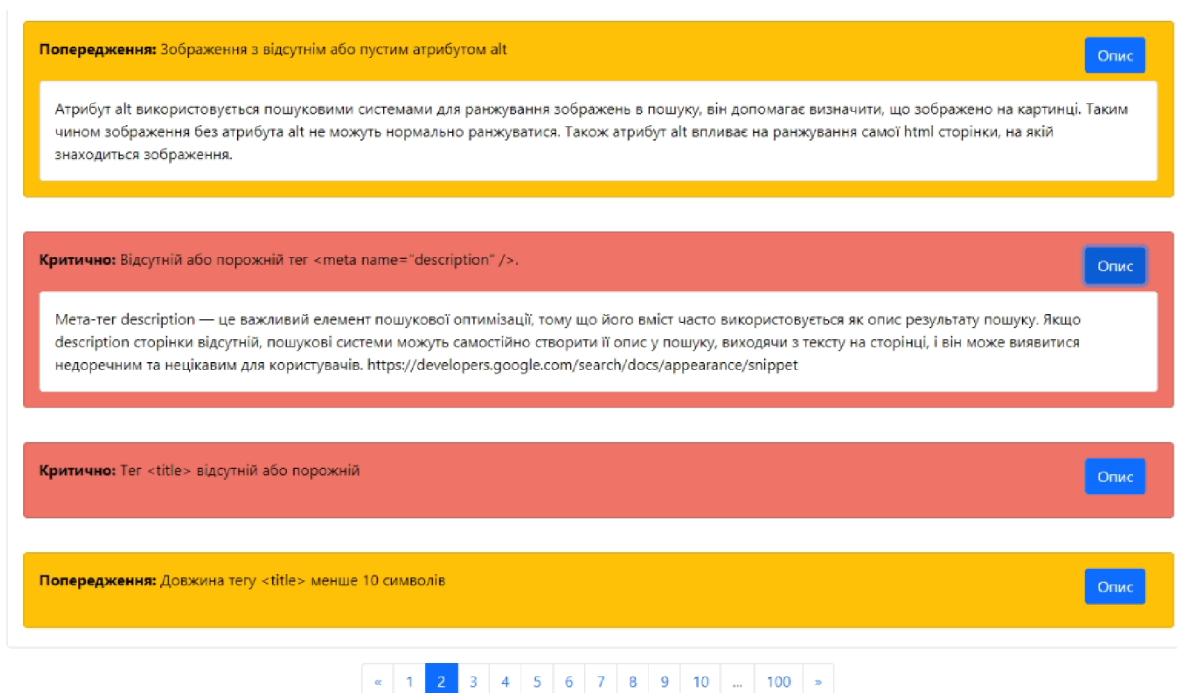 Попередження: Зображення з відсутнім або пустим атрибутом alt
Опис
Атрибут alt використовується пошуковими системами для ранжування зображень в пошуку, він допомагає визначити, що зображено на картинці. Таким
чином зображення без атрибута alt не можуть нормально ранжуватися. Також атрибут alt впливає на ранжування самої html сторінки, на якій
знаходиться зображення.
Критично: Відсутній або порожній тег <meta name="description" />.
Опис
Мета-тег description — це важливий елемент пошукової оптимізації, тому що його вміст часто використовується як опис результату пошуку. Якщо
description сторінки відсутній, пошукові системи можуть самостійно створити її опис у пошуку, виходячи з тексту на сторінці, і він може виявитися
недоречним та нецікавим для користувачів. https://developers.google.com/search/docs/appearance/snippet
Критично: Тег <title> відсутній або порожній
Опис
Попередження: Довжина тегу <title> менше 10 символів
Опис
« 1 2 3 4 5 6 7 8 9 10 ... 100 »